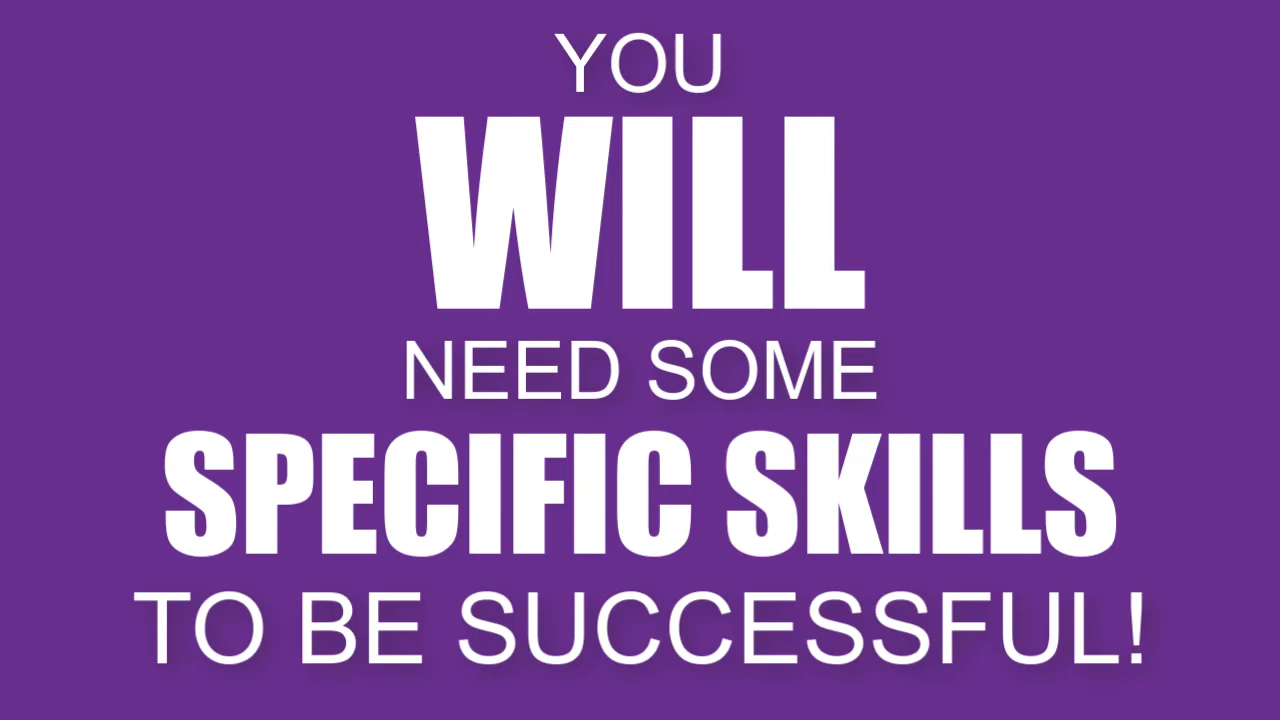 YOU
WILL
NEED SOME
SPECIFIC SKILLS
TO BE SUCCESSFUL!